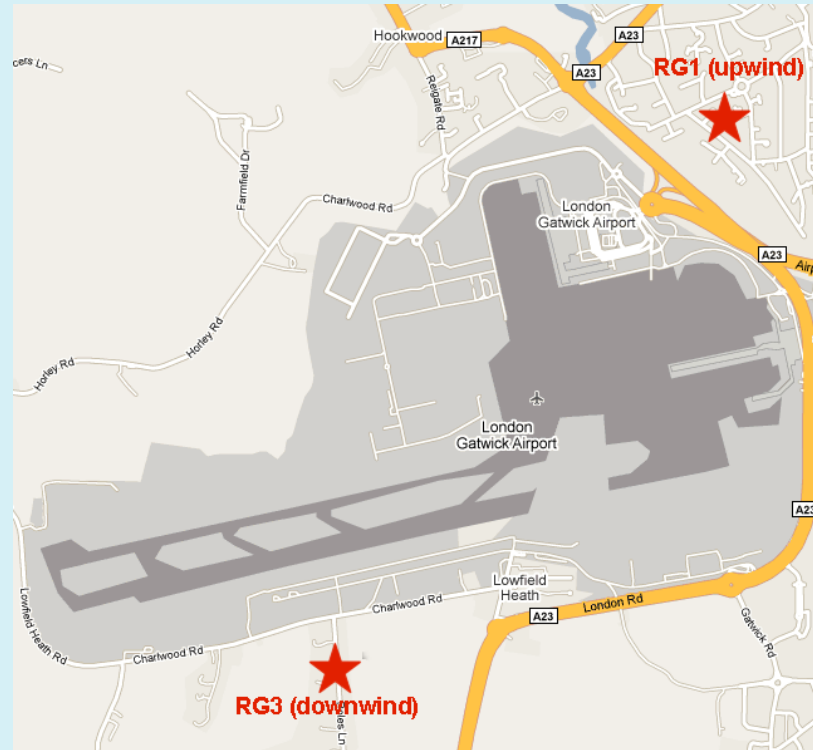 Hookwood
A217
A23
A23
RG1 (upwind)
Reigate Rd
Farmfield Dr
Charlwood Rd
London
Gatwick Airport
A23
Horley Rd
Horley Rd
London
Gatwick Airport
A23
Lowfield
Heath
Lowfield Heath Rd
Charlwood Rd
London Rd
A23
Gatwick Rd
Charlwood Rd
RG3 (downwind)